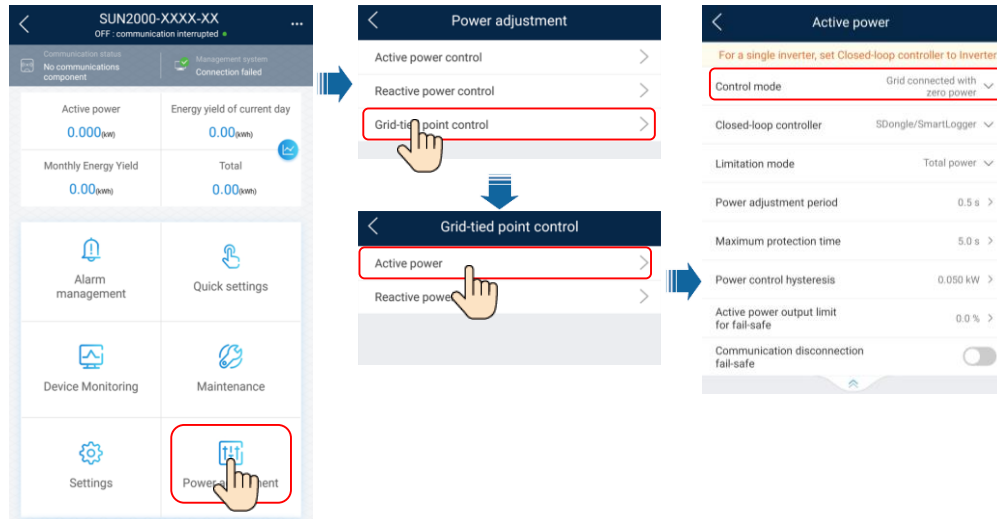 SUN2000-XXXX-XX
OFF : communication interrupted
Communication status
No communications
component
Management system
Connection failed
Active power
0.000(kW)
Energy yield of current day
0.00(kWh)
Monthly Energy Yield
0.00(kWh)
Total
0.00(kWh)
Alarm
management
Quick settings
Device Monitoring
Maintenance
Settings
Power
Power adjustment
Active power control
Reactive power control
Grid-tied point control
Grid-tied point control
Active power
Reactive power
Active power
For a single inverter, set Closed-loop controller to Inverter
Control mode
Grid connected with
zero power
Closed-loop controller
SDongle/SmartLogger
Limitation mode
Total power
Power adjustment period
0.5 s
Maximum protection time
5.0 s
Power control hysteresis
0.050 kW
Active power output limit
for fail-safe
0.0 %
Communication disconnection
fail-safe